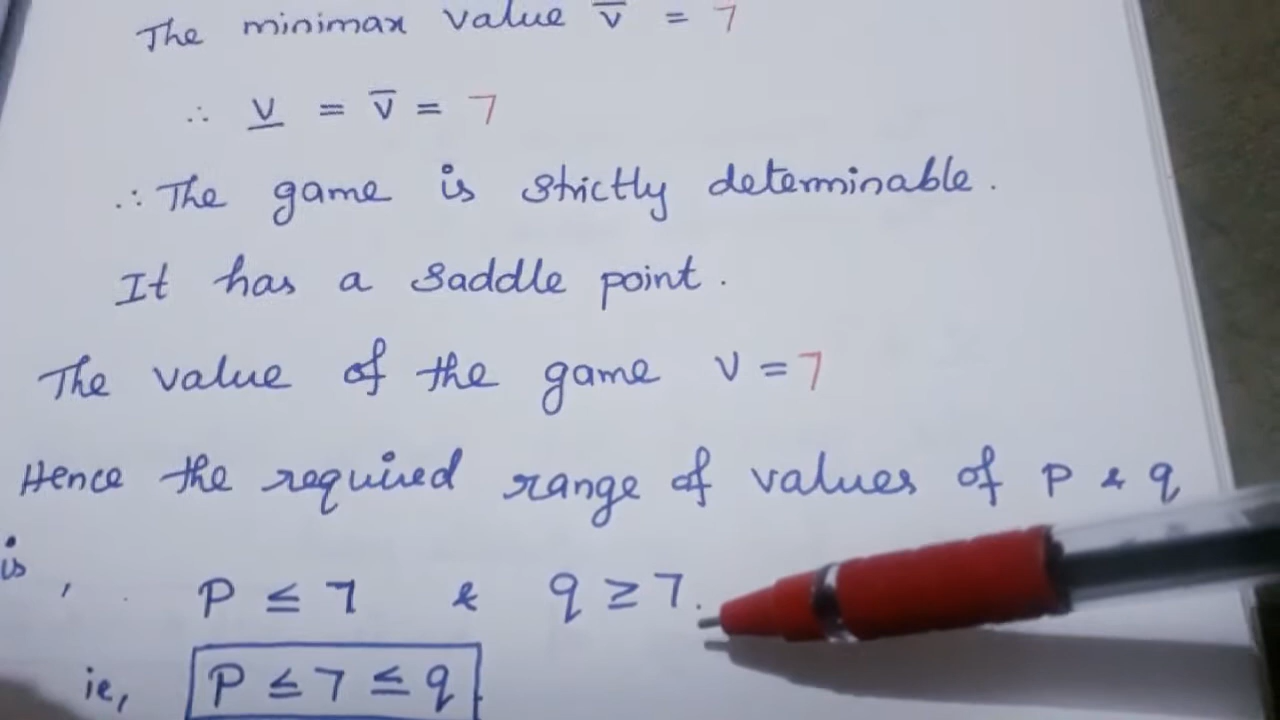 The minimax value v̅ = 7
∴ v̲ = v̅ = 7
∴ The game is strictly determinable.
It has a saddle point.
The value of the game v = 7
Hence the required range of values of p & q
is,
P ≤ 7 & q ≥ 7.
ie, P ≤ 7 ≤ q